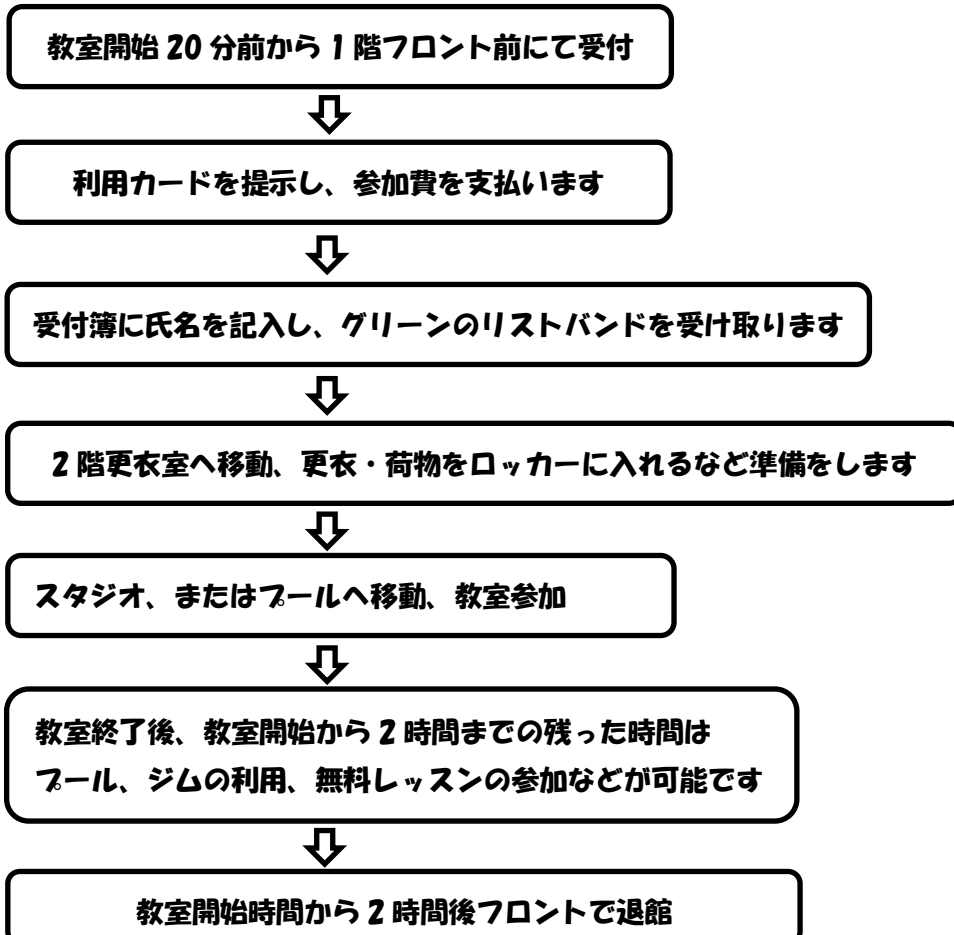 教室開始 20 分前から 1 階フロント前にて受付
利用カードを提示し、参加費を支払います
受付簿に氏名を記入し、グリーンのリストバンドを受け取ります
2 階更衣室へ移動、更衣・荷物をロッカーに入れるなど準備をします
スタジオ、またはプールへ移動、教室参加
教室終了後、教室開始から 2 時間までの残った時間は
プール、ジムの利用、無料レッスンの参加などが可能です
教室開始時間から 2 時間後フロントで退館